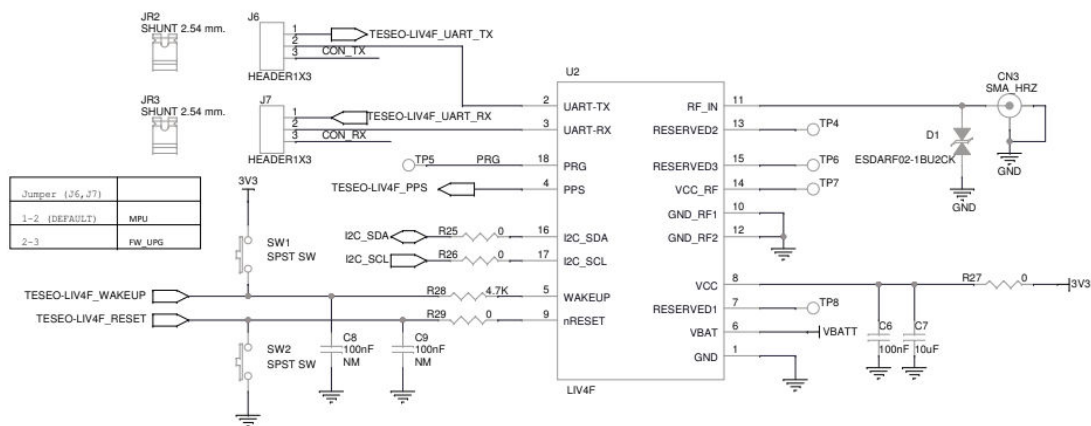 JR2
SHUNT 2.54 mm.
J6
1
2
3
TESEO-LIV4F_UART_TX
CON_TX
HEADER1X3
JR3
SHUNT 2.54 mm.
J7
1
2
3
TESEO-LIV4F_UART_RX
CON_RX
HEADER1X3
Jumper (J6,J7)
1-2 (DEFAULT) MPU
2-3 FW_UPG
3V3
SW1
SPST SW
TP5 PRG
TESEO-LIV4F_PPS
I2C_SDA R25 0
I2C_SCL R26 0
TESEO-LIV4F_WAKEUP R28 4.7K
TESEO-LIV4F_RESET R29 0
SW2
SPST SW
C8
100nF
NM
C9
100nF
NM
U2
2 UART-TX
3 UART-RX
18 PRG
4 PPS
16 I2C_SDA
17 I2C_SCL
5 WAKEUP
9 nRESET
RF_IN 11
RESERVED2 13 TP4
RESERVED3 15 TP6
VCC_RF 14 TP7
GND_RF1 10
GND_RF2 12
VCC 8
RESERVED1 7 TP8
VBAT 6 VBATT
GND 1
LIV4F
CN3
SMA_HRZ
D1
ESDARF02-1BU2CK
GND
GND
R27 0
3V3
C6
100nF
C7
10uF